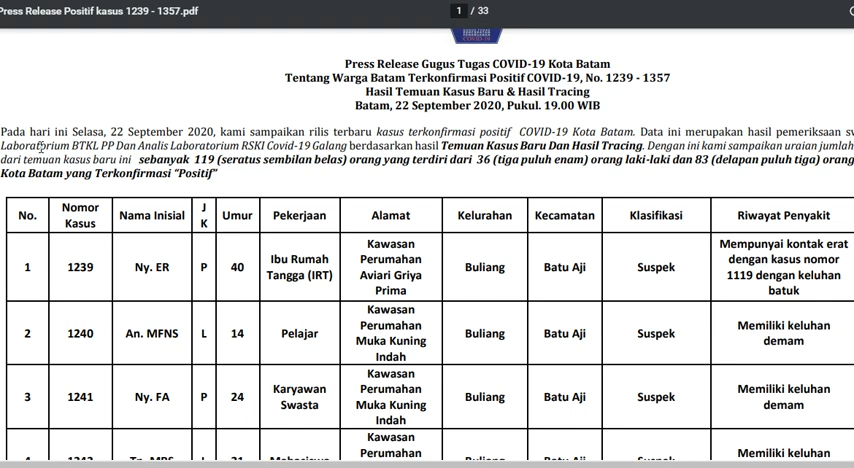 Press Release Positif kasus 1239 - 1357.pdf
1 / 33
COVID-19
Press Release Gugus Tugas COVID-19 Kota Batam
Tentang Warga Batam Terkonfirmasi Positif COVID-19, No. 1239 - 1357
Hasil Temuan Kasus Baru & Hasil Tracing
Batam, 22 September 2020, Pukul. 19.00 WIB
Pada hari ini Selasa, 22 September 2020, kami sampaikan rilis terbaru kasus terkonfirmasi positif COVID-19 Kota Batam. Data ini merupakan hasil pemeriksaan
Laboratorium BTKL PP Dan Analis Laboratorium RSKI Covid-19 Galang berdasarkan hasil Temuan Kasus Baru Dan Hasil Tracing. Dengan ini kami sampaikan uraian jumlah
dari temuan kasus baru ini sebanyak 119 (seratus sembilan belas) orang yang terdiri dari 36 (tiga puluh enam) orang laki-laki dan 83 (delapan puluh tiga) orang
Kota Batam yang Terkonfirmasi “Positif”
No. Nomor Kasus Nama Inisial J K Umur Pekerjaan Alamat Kelurahan Kecamatan Klasifikasi Riwayat Penyakit
1 1239 Ny. ER P 40 Ibu Rumah Tangga (IRT) Kawasan Perumahan Aviari Griya Prima Buliang Batu Aji Suspek Mempunyai kontak erat dengan kasus nomor 1119 dengan keluhan batuk
2 1240 An. MFNS L 14 Pelajar Kawasan Perumahan Muka Kuning Indah Buliang Batu Aji Suspek Memiliki keluhan demam
3 1241 Ny. FA P 24 Karyawan Swasta Kawasan Perumahan Muka Kuning Indah Buliang Batu Aji Suspek Memiliki keluhan demam
Kawasan Perumahan Memiliki keluhan